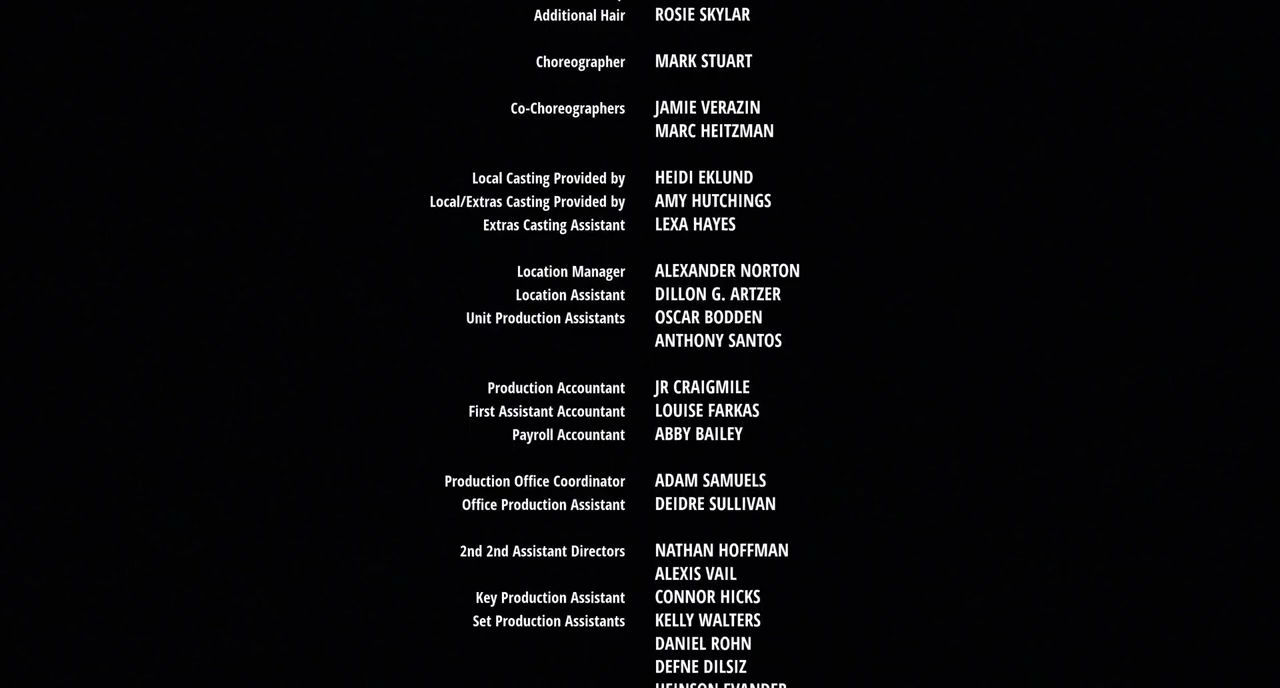 Additional Hair ROSIE SKYLAR
Choreographer MARK STUART
Co-Choreographers JAMIE VERAZIN
MARC HEITZMAN
Local Casting Provided by HEIDI EKLUND
Local/Extras Casting Provided by AMY HUTCHINGS
Extras Casting Assistant LEXA HAYES
Location Manager ALEXANDER NORTON
Location Assistant DILLON G. ARTZER
Unit Production Assistants OSCAR BODDEN
ANTHONY SANTOS
Production Accountant JR CRAIGMILE
First Assistant Accountant LOUISE FARKAS
Payroll Accountant ABBY BAILEY
Production Office Coordinator ADAM SAMUELS
Office Production Assistant DEIDRE SULLIVAN
2nd 2nd Assistant Directors NATHAN HOFFMAN
ALEXIS VAIL
Key Production Assistant CONNOR HICKS
Set Production Assistants KELLY WALTERS
DANIEL ROHN
DEFNE DILSIZ